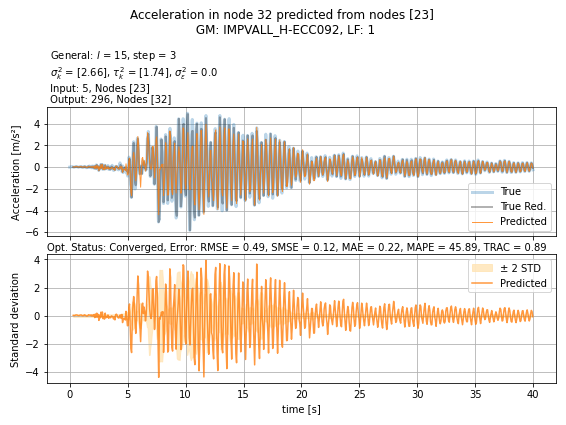 Acceleration in node 32 predicted from nodes [23]
GM: IMPVALL_H-ECC092, LF: 1
General: l = 15, step = 3
σ²ₖ = [2.66], τ²ₖ = [1.74], σ²ε = 0.0
Input: 5, Nodes [23]
Output: 296, Nodes [32]
Acceleration [m/s²]
4
2
0
−2
−4
−6
True
True Red.
Predicted
Opt. Status: Converged, Error: RMSE = 0.49, SMSE = 0.12, MAE = 0.22, MAPE = 45.89, TRAC = 0.89
Standard deviation
4
2
0
−2
−4
± 2 STD
Predicted
0 5 10 15 20 25 30 35 40
time [s]